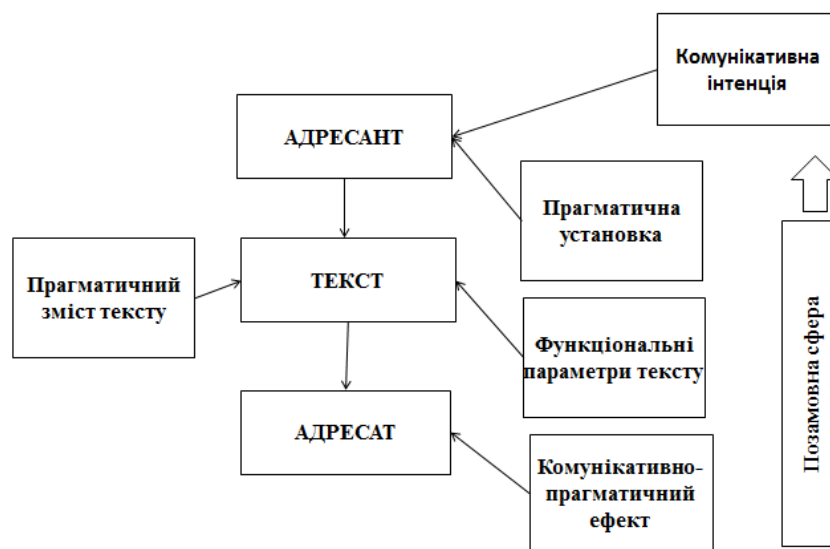 Комунікативна
інтенція
АДРЕСАНТ
Прагматична
установка
Прагматичний
зміст тексту
ТЕКСТ
Функціональні
параметри тексту
АДРЕСАТ
Комунікативно-
прагматичний
ефект
Позамовна сфера